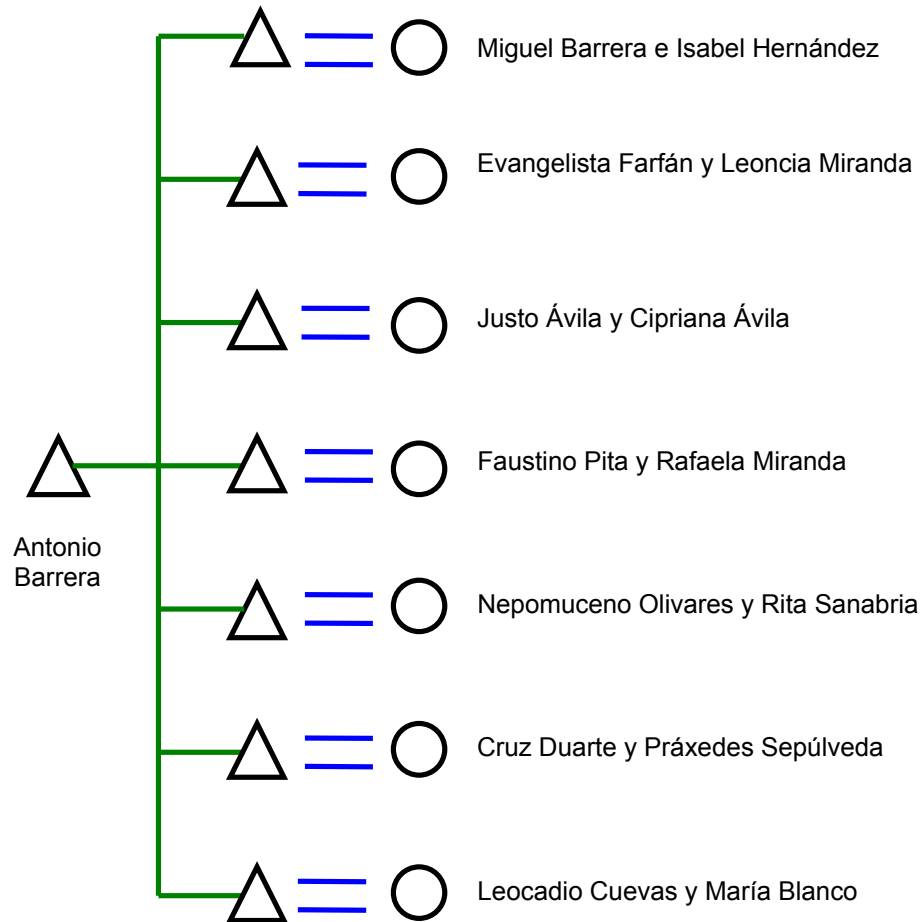 Miguel Barrera e Isabel Hernández
Evangelista Farfán y Leoncia Miranda
Justo Ávila y Cipriana Ávila
Faustino Pita y Rafaela Miranda
Antonio
Barrera
Nepomuceno Olivares y Rita Sanabria
Cruz Duarte y Práxedes Sepúlveda
Leocadio Cuevas y María Blanco